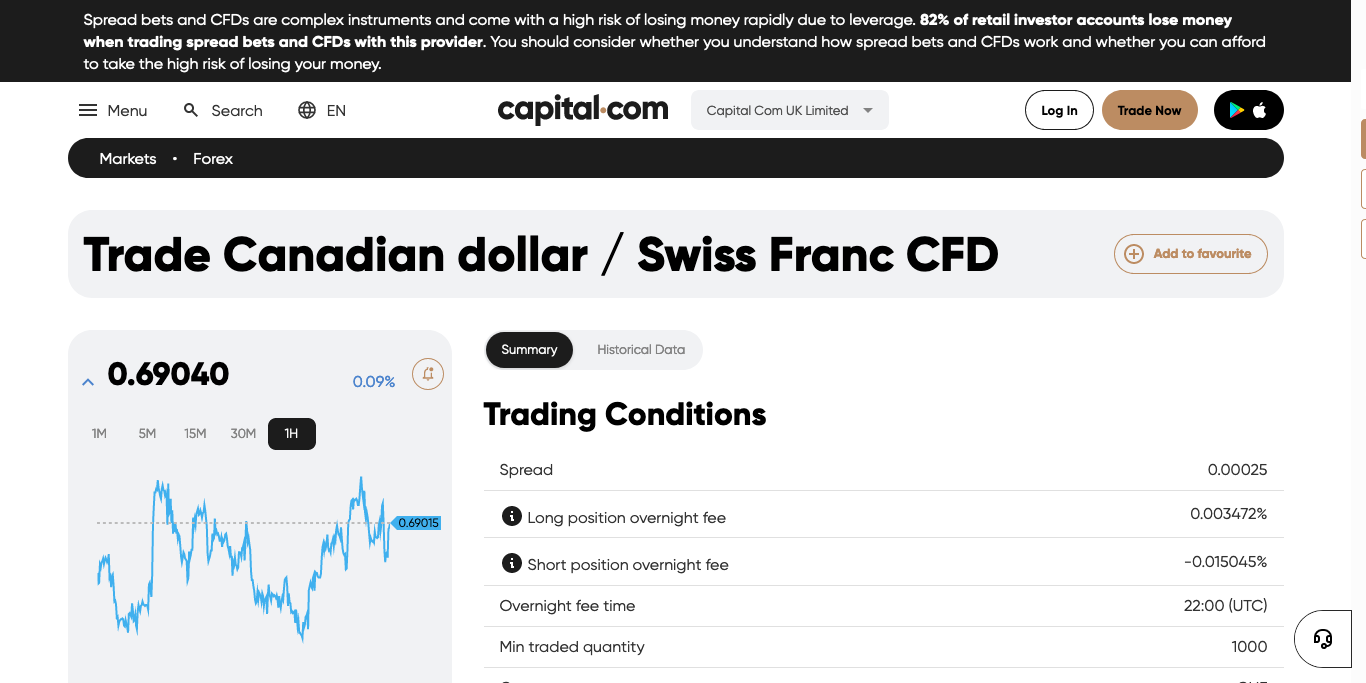 Spread bets and CFDs are complex instruments and come with a high risk of losing money rapidly due to leverage. 82% of retail investor accounts lose money
when trading spread bets and CFDs with this provider. You should consider whether you understand how spread bets and CFDs work and whether you can afford
to take the high risk of losing your money.
Menu
Search
EN
capital.com
Capital Com UK Limited
Log In
Trade Now
Markets • Forex
Trade Canadian dollar / Swiss Franc CFD
Add to favourite
0.69040
0.09%
1M 5M 15M 30M 1H
0.69015
Summary
Historical Data
Trading Conditions
Spread 0.00025
Long position overnight fee 0.003472%
Short position overnight fee -0.015045%
Overnight fee time 22:00 (UTC)
Min traded quantity 1000